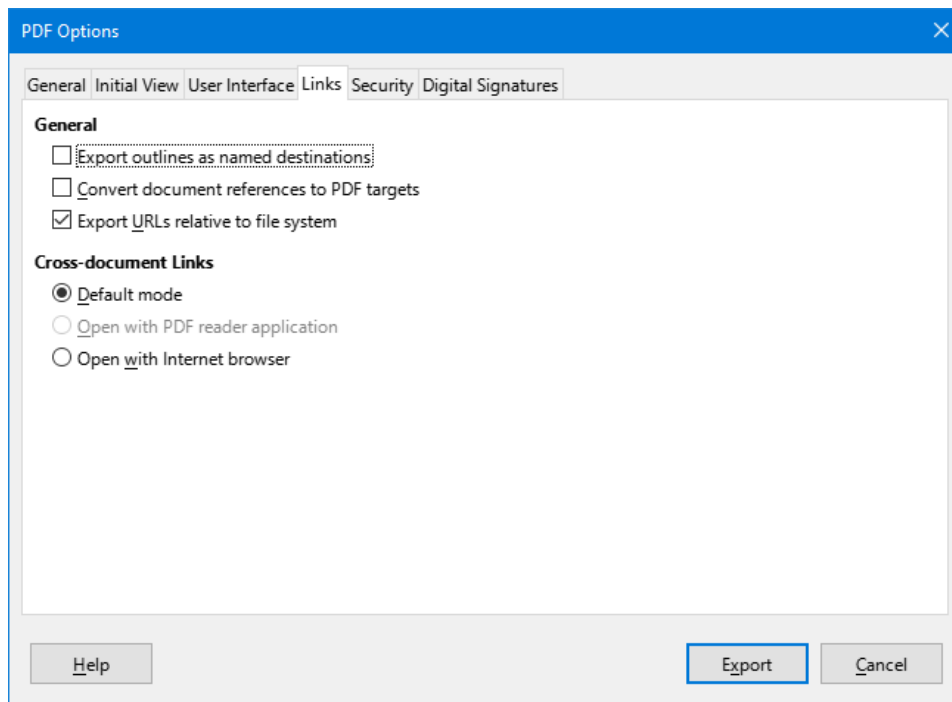 PDF Options
General Initial View User Interface Links Security Digital Signatures
General
Export outlines as named destinations
Convert document references to PDF targets
Export URLs relative to file system
Cross-document Links
Default mode
Open with PDF reader application
Open with Internet browser
Help Export Cancel